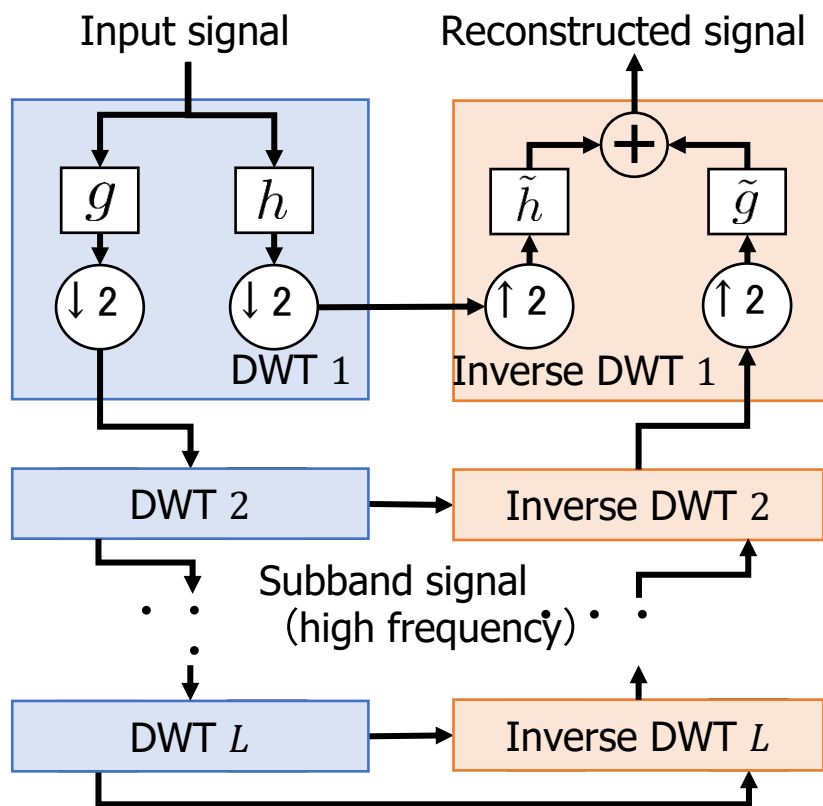 Input signal
Reconstructed signal
+
g
h
h̃
g̃
↓ 2
↓ 2
↑ 2
↑ 2
DWT 1
Inverse DWT 1
DWT 2
Inverse DWT 2
Subband signal
(high frequency)
DWT L
Inverse DWT L